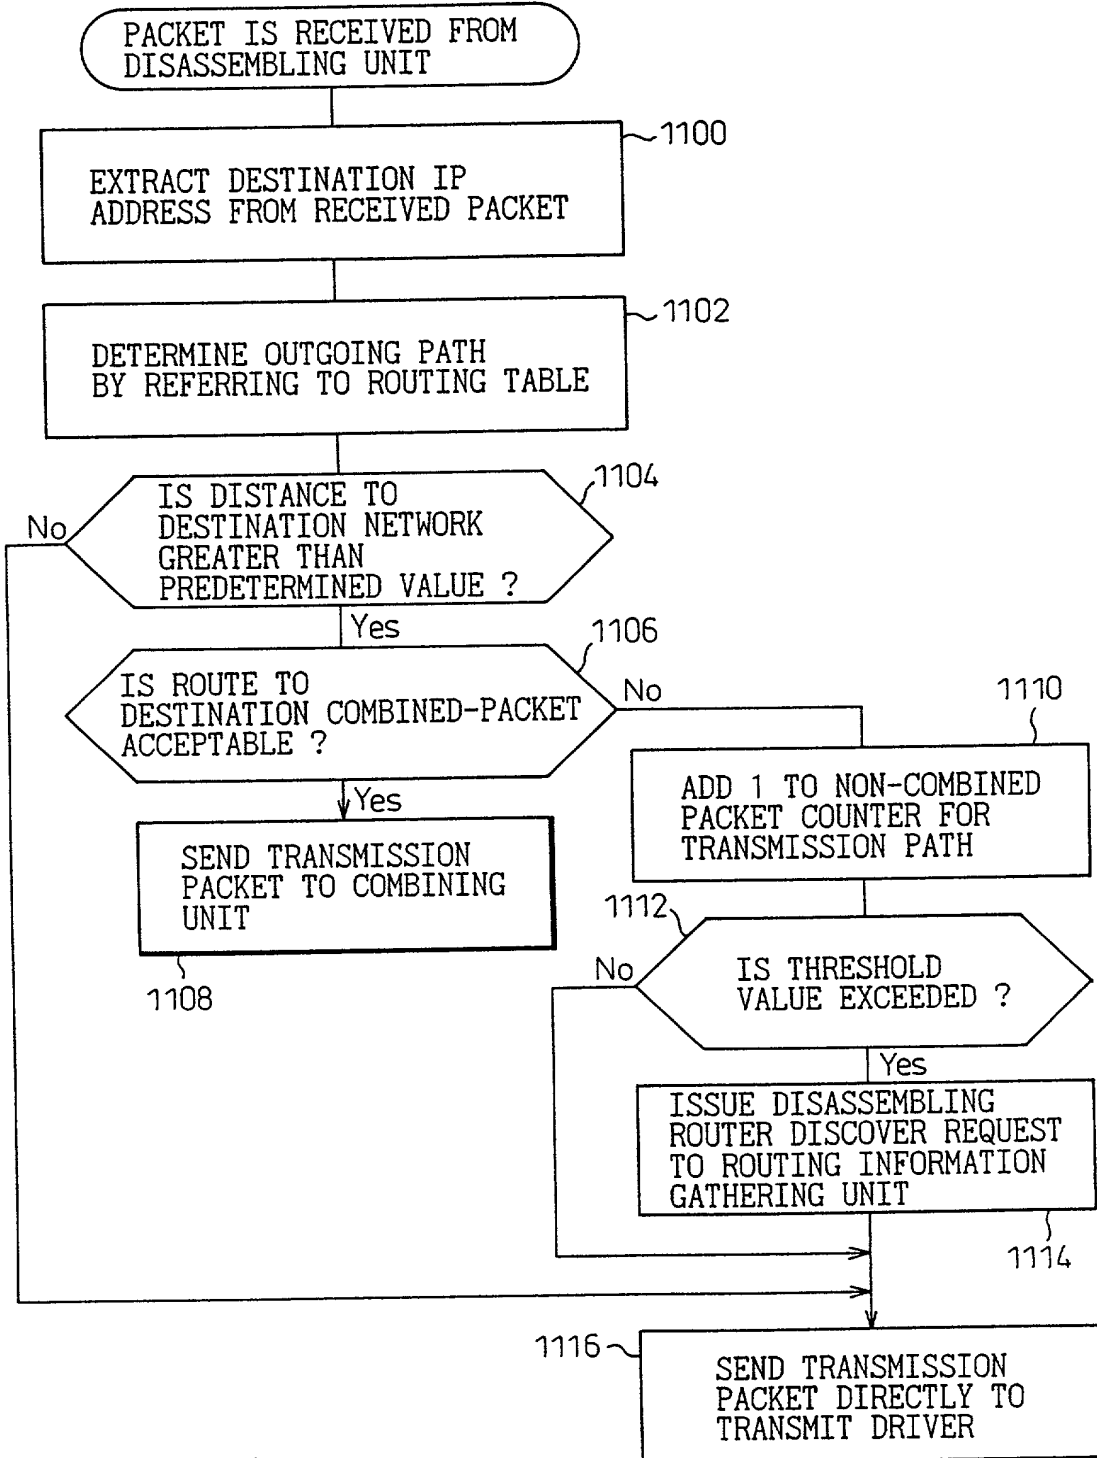 PACKET IS RECEIVED FROM
DISASSEMBLING UNIT
1100
EXTRACT DESTINATION IP
ADDRESS FROM RECEIVED PACKET
1102
DETERMINE OUTGOING PATH
BY REFERRING TO ROUTING TABLE
1104
IS DISTANCE TO
DESTINATION NETWORK
GREATER THAN
PREDETERMINED VALUE ?
No
Yes
1106
IS ROUTE TO
DESTINATION COMBINED-PACKET
ACCEPTABLE ?
No
Yes
1110
ADD 1 TO NON-COMBINED
PACKET COUNTER FOR
TRANSMISSION PATH
SEND TRANSMISSION
PACKET TO COMBINING
UNIT
1108
1112
IS THRESHOLD
VALUE EXCEEDED ?
No
Yes
ISSUE DISASSEMBLING
ROUTER DISCOVER REQUEST
TO ROUTING INFORMATION
GATHERING UNIT
1114
1116
SEND TRANSMISSION
PACKET DIRECTLY TO
TRANSMIT DRIVER